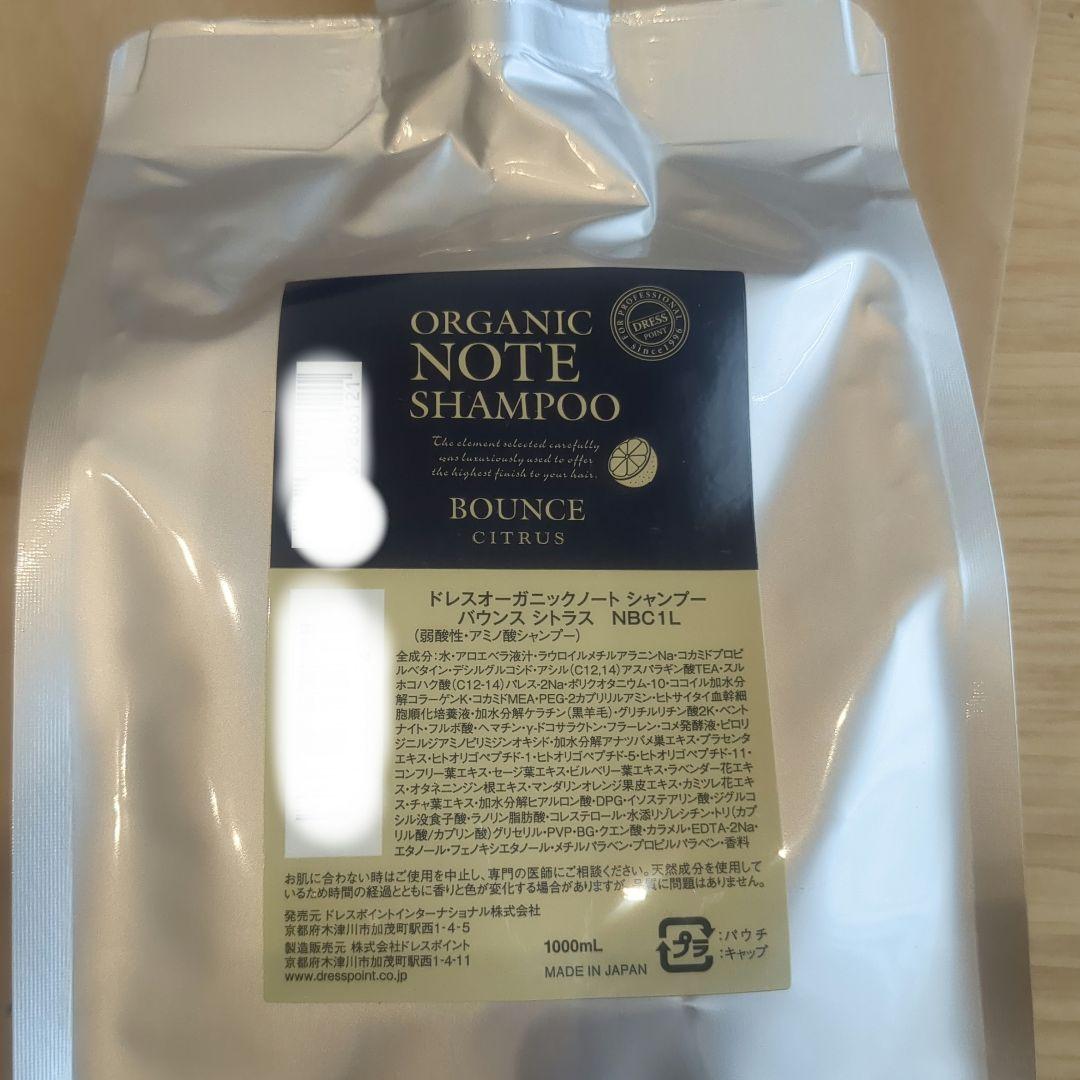 ORGANIC
NOTE
SHAMPOO
FOR PROFESSIONAL
DRESS
POINT
since1996
The element selected carefully
was luxuriously used to offer
the highest finish to your hair.
BOUNCE
CITRUS
ドレスオーガニックノート シャンプー
バウンス シトラス　NBC1L
（弱酸性・アミノ酸シャンプー）
全成分：水・アロエベラ液汁・ラウロイルメチルアラニンNa・コカミドプロピ
ルベタイン・デシルグルコシド・アシル（C12,14）アスパラギン酸TEA・スル
ホコハク酸（C12-14）パレス-2Na・ポリクオタニウム-10・ココイル加水分
解コラーゲンK・コカミドMEA・PEG-2カプリリルアミン・ヒトサイタイ血幹細
胞順化培養液・加水分解ケラチン（黒羊毛）・グリチルリチン酸2K・ベント
ナイト・フルボ酸・ヘマチン・γ-ドコサラクトン・フラーレン・コメ発酵液・ピロリ
ジニルジアミノピリミジンオキシド・加水分解アナツバメ巣エキス・プラセンタ
エキス・ヒトオリゴペプチド-1・ヒトオリゴペプチド-5・ヒトオリゴペプチド-11・
コンフリー葉エキス・セージ葉エキス・ビルベリー葉エキス・ラベンダー花エキ
ス・オタネニンジン根エキス・マンダリンオレンジ果皮エキス・カミツレ花エキ
ス・チャ葉エキス・加水分解ヒアルロン酸・DPG・イソステアリン酸・ジグルコ
シル没食子酸・ラノリン脂肪酸・コレステロール・水添リゾレシチン・トリ（カプ
リル酸/カプリン酸）グリセリル・PVP・BG・クエン酸・カラメル・EDTA-2Na・
エタノール・フェノキシエタノール・メチルパラベン・プロピルパラベン・香料
お肌に合わない時はご使用を中止し、専門の医師にご相談ください。天然成分を使用して
いるため時間の経過とともに香りと色が変化する場合がありますが、品質に問題はありません。
発売元 ドレスポイントインターナショナル株式会社
京都府木津川市加茂町駅西1-4-5
製造販売元 株式会社ドレスポイント
京都府木津川市加茂町駅西1-4-11
www.dresspoint.co.jp
1000mL
MADE IN JAPAN
プラ
：パウチ
：キャップ